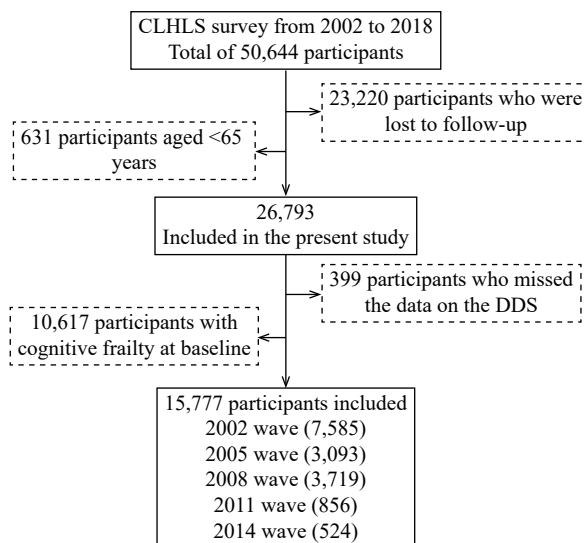 CLHLS survey from 2002 to 2018
Total of 50,644 participants
23,220 participants who were
lost to follow-up
631 participants aged <65
years
26,793
Included in the present study
399 participants who missed
the data on the DDS
10,617 participants with
cognitive frailty at baseline
15,777 participants included
2002 wave (7,585)
2005 wave (3,093)
2008 wave (3,719)
2011 wave (856)
2014 wave (524)